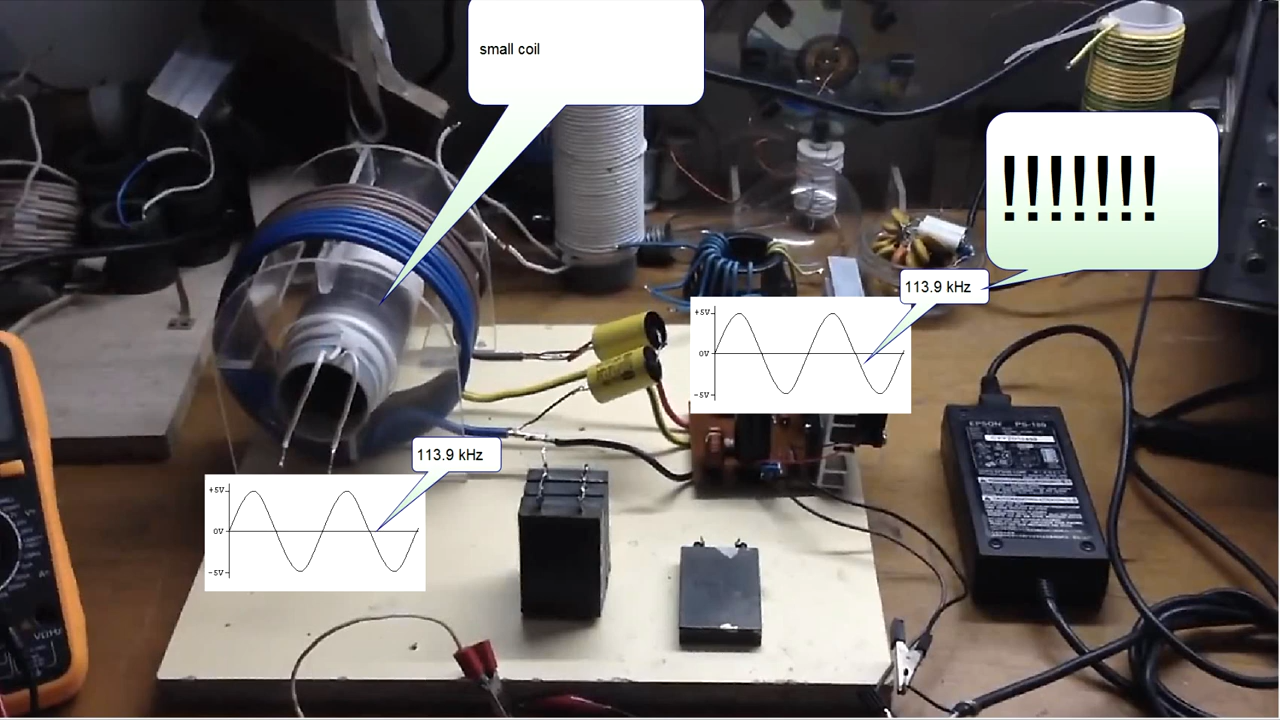 small coil
!!!!!!!
113.9 kHz
+5V
0V
-5V
EPSON PS-180
113.9 kHz
+5V
0V
-5V